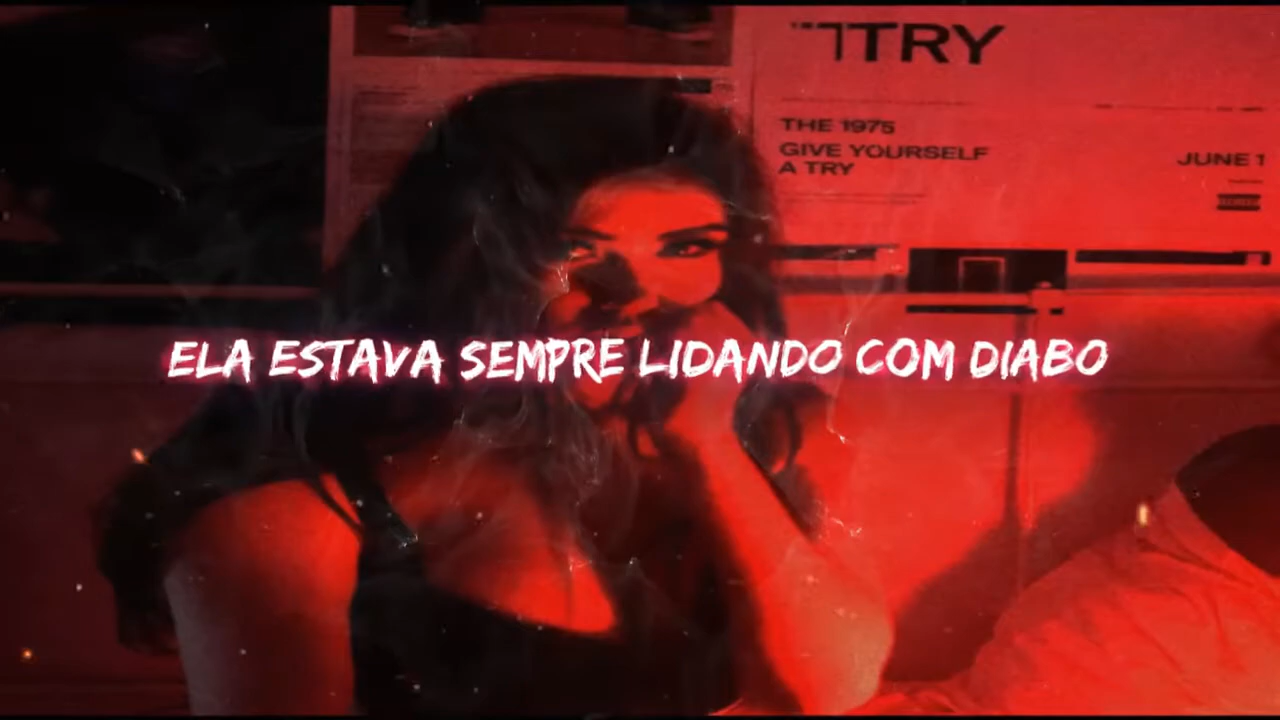 TRY
THE 1975
GIVE YOURSELF
A TRY
JUNE 1
ELA ESTAVA SEMPRE LIDANDO COM DIABO